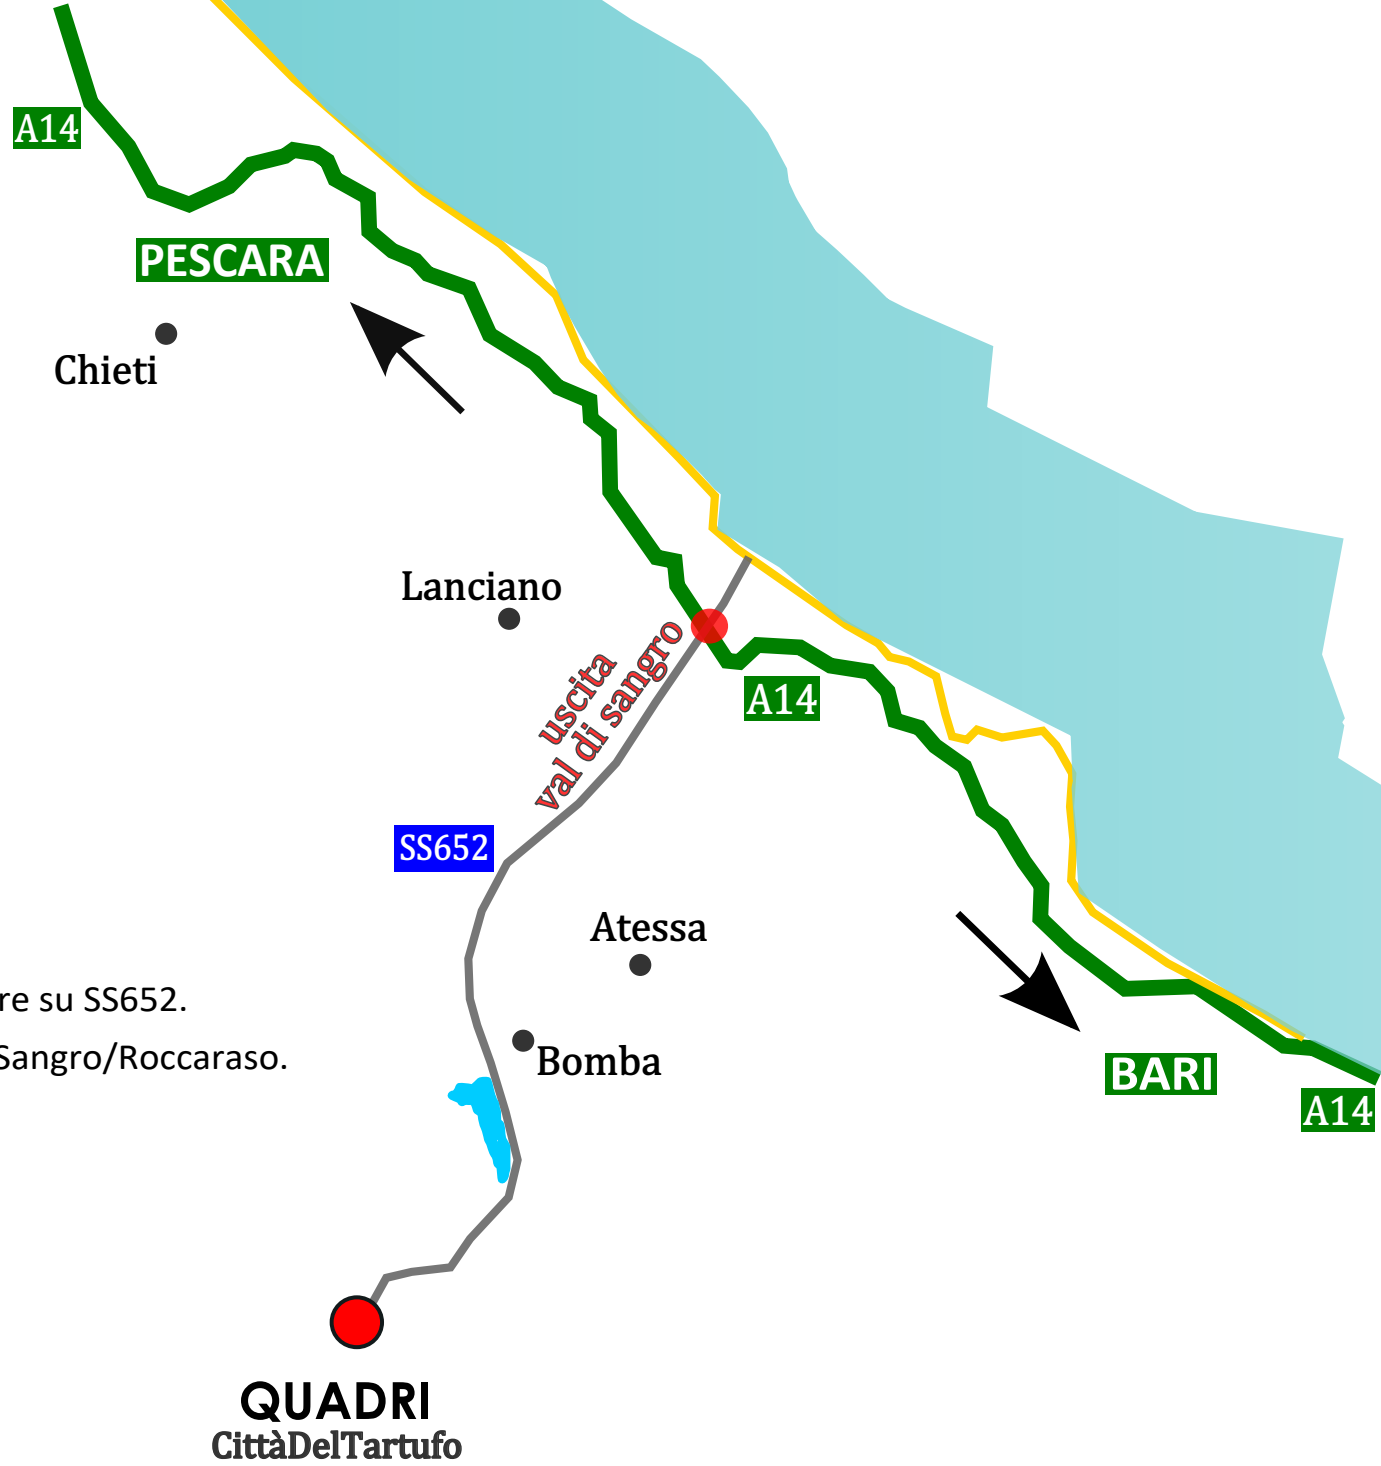 A14
PESCARA
Chieti
Lanciano
uscita
val di sangro
A14
SS652
Atessa
re su SS652.
Bomba
Sangro/Roccaraso.
BARI
A14
QUADRI
CittàDelTartufo